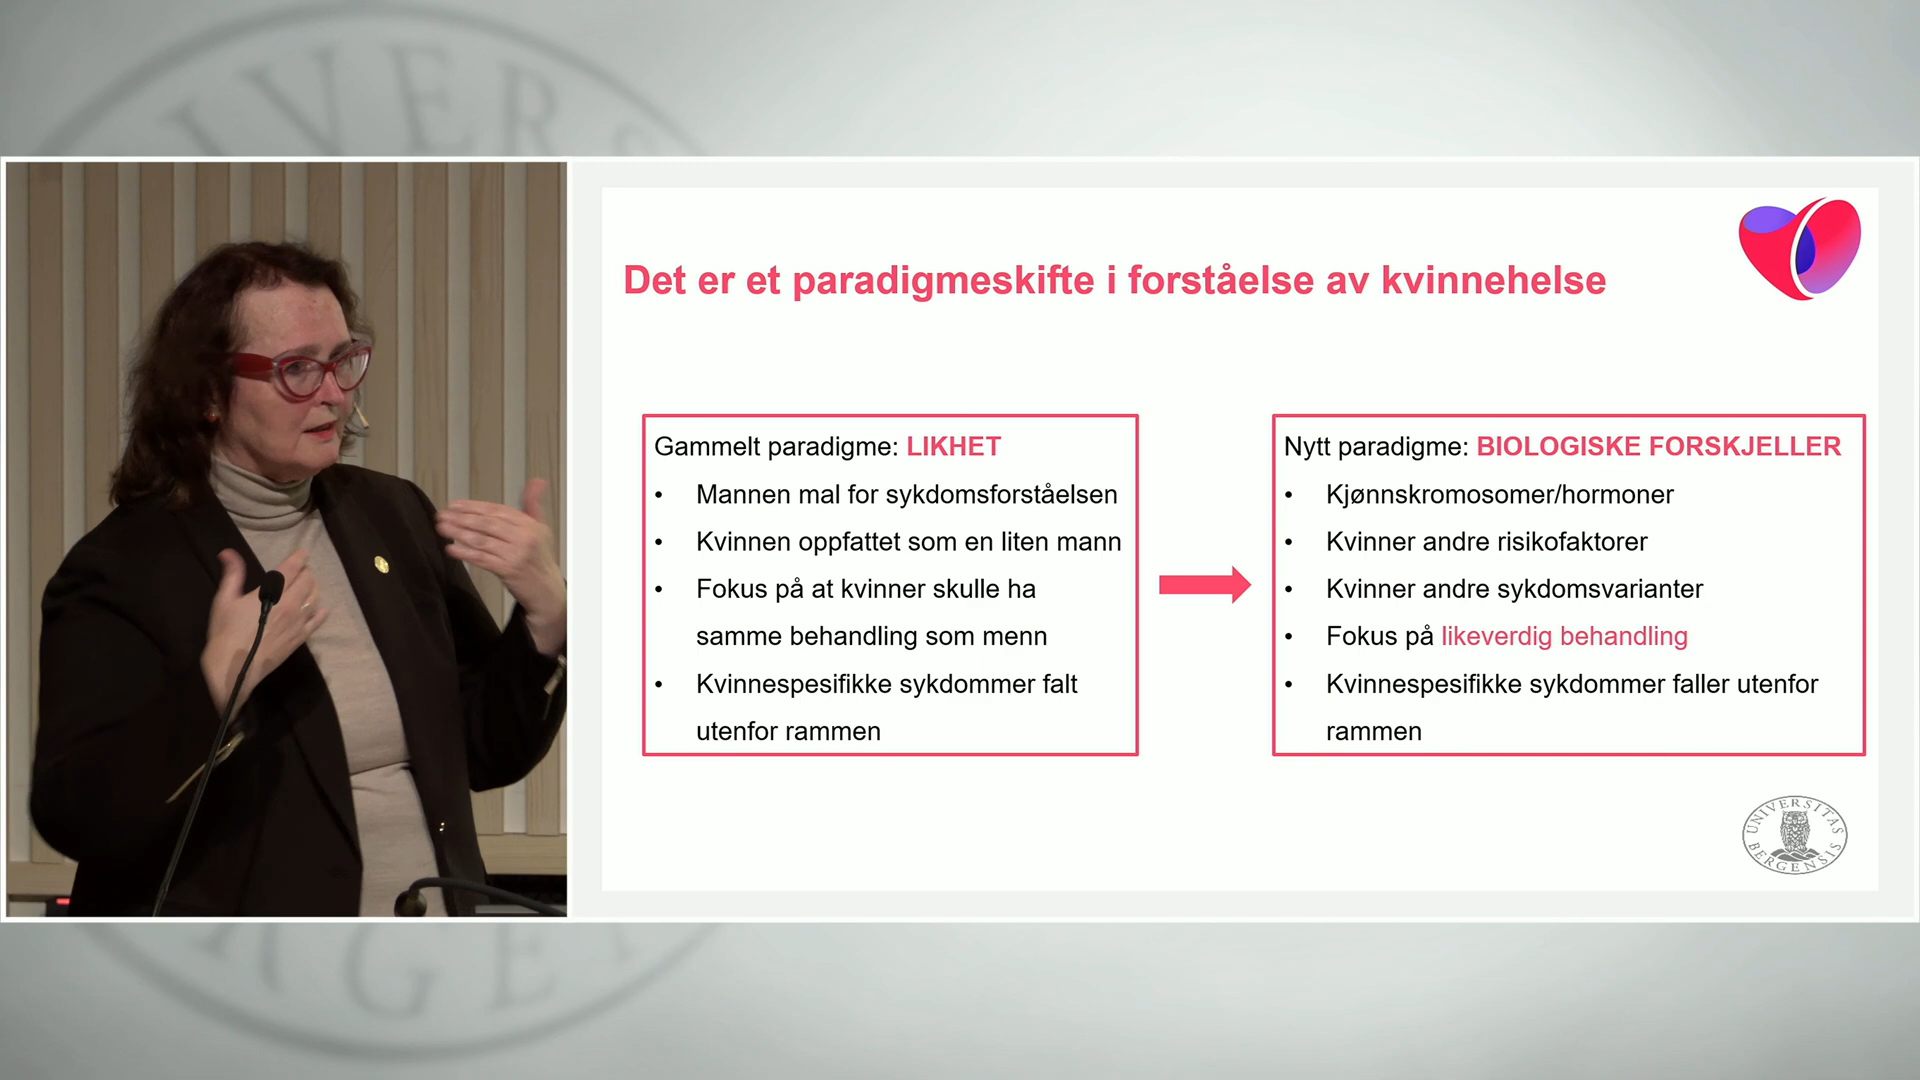 Det er et paradigmeskifte i forståelse av kvinnehelse
Gammelt paradigme: LIKHET
• Mannen mal for sykdomsforståelsen
• Kvinnen oppfattet som en liten mann
• Fokus på at kvinner skulle ha
samme behandling som menn
• Kvinnespesifikke sykdommer falt
utenfor rammen
Nytt paradigme: BIOLOGISKE FORSKJELLER
• Kjønnskromosomer/hormoner
• Kvinner andre risikofaktorer
• Kvinner andre sykdomsvarianter
• Fokus på likeverdig behandling
• Kvinnespesifikke sykdommer faller utenfor
rammen
UNIVERSITAS
BERGENSIS